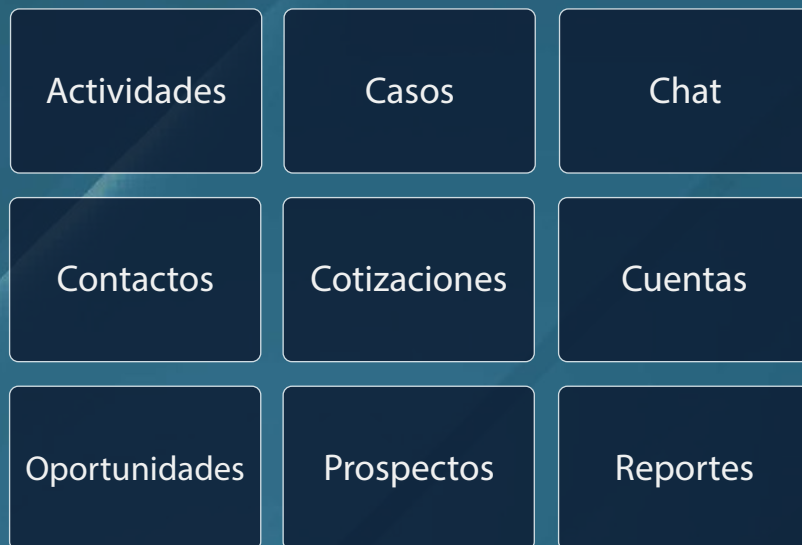 Actividades
Casos
Chat
Contactos
Cotizaciones
Cuentas
Oportunidades
Prospectos
Reportes